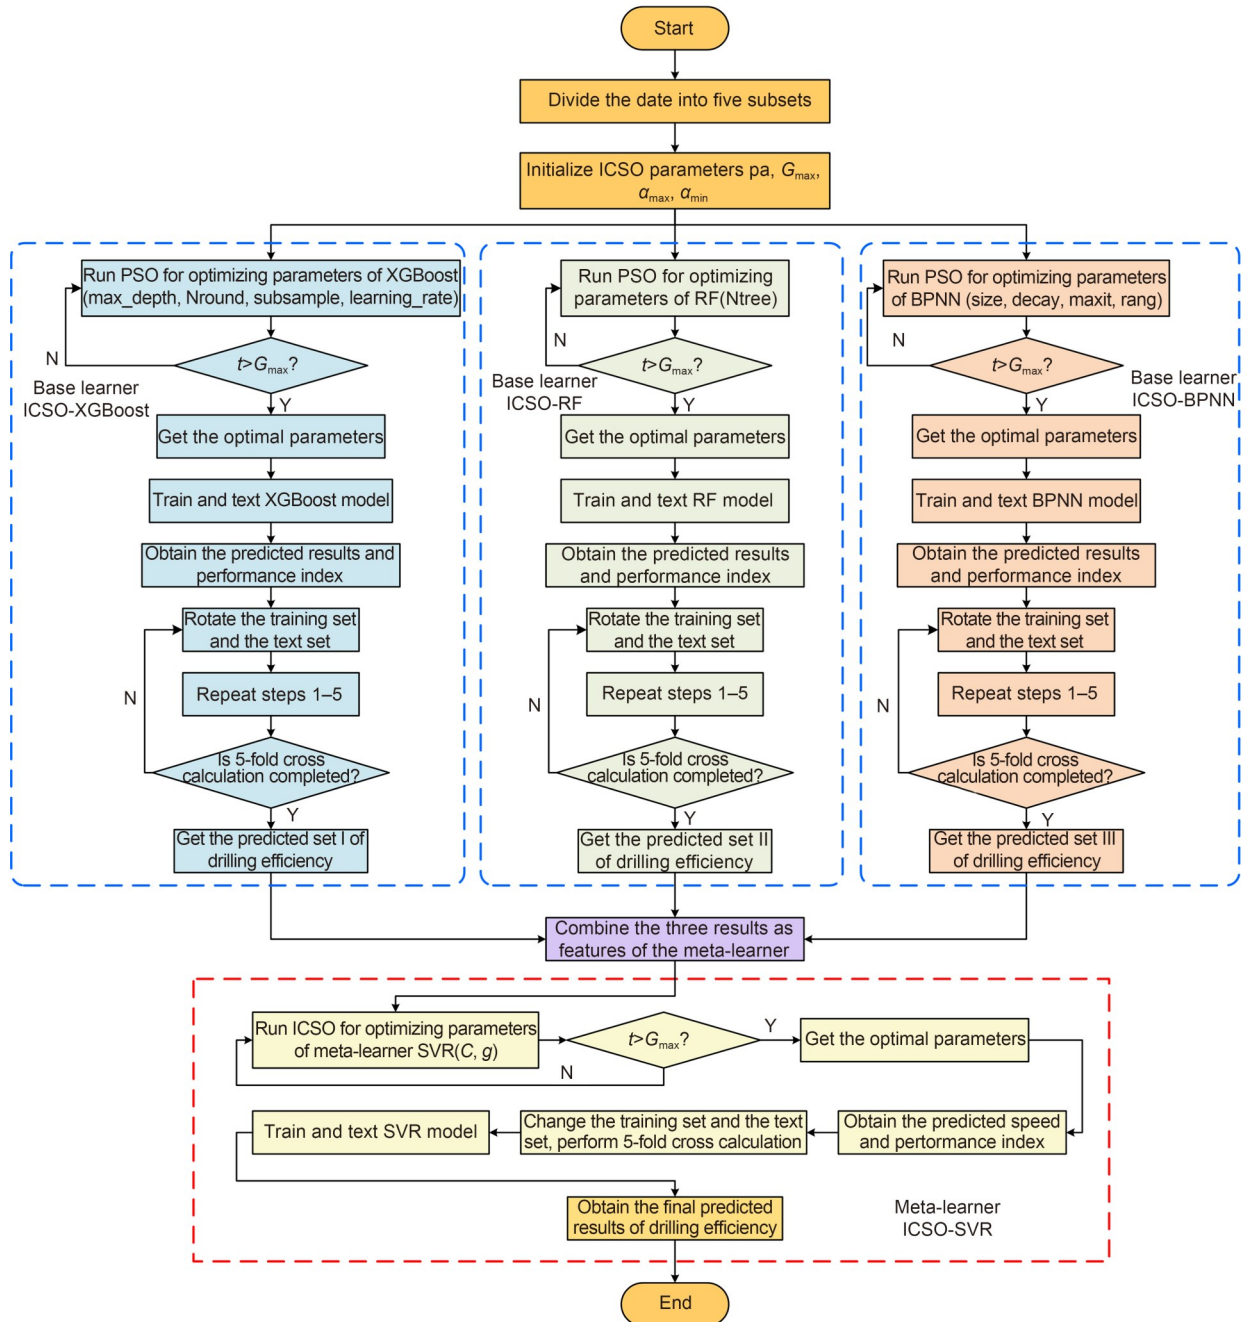 Start
Divide the date into five subsets
Initialize ICSO parameters pa, Gmax,
αmax, αmin
Run PSO for optimizing parameters of XGBoost
(max_depth, Nround, subsample, learning_rate)
N
t>Gmax?
Base learner
ICSO-XGBoost
Y
Get the optimal parameters
Train and text XGBoost model
Obtain the predicted results and
performance index
Rotate the training set
and the text set
N
Repeat steps 1–5
Is 5-fold cross
calculation completed?
Y
Get the predicted set I of
drilling efficiency
Run PSO for optimizing
parameters of RF(Ntree)
N
t>Gmax?
Base learner
ICSO-RF
Y
Get the optimal parameters
Train and text RF model
Obtain the predicted results
and performance index
Rotate the training set
and the text set
N
Repeat steps 1–5
Is 5-fold cross
calculation completed?
Y
Get the predicted set II
of drilling efficiency
Run PSO for optimizing parameters
of BPNN (size, decay, maxit, rang)
N
t>Gmax?
Base learner
ICSO-BPNN
Y
Get the optimal parameters
Train and text BPNN model
Obtain the predicted results
and performance index
Rotate the training set
and the text set
N
Repeat steps 1–5
Is 5-fold cross
calculation completed?
Y
Get the predicted set III
of drilling efficiency
Combine the three results as
features of the meta-learner
Run ICSO for optimizing parameters
of meta-learner SVR(C, g)
t>Gmax?
Y
N
Get the optimal parameters
Obtain the predicted speed
and pertormance index
Change the training set and the text
set, perform 5-fold cross calculation
Train and text SVR model
Obtain the final predicted
results of drilling efficiency
Meta-learner
ICSO-SVR
End